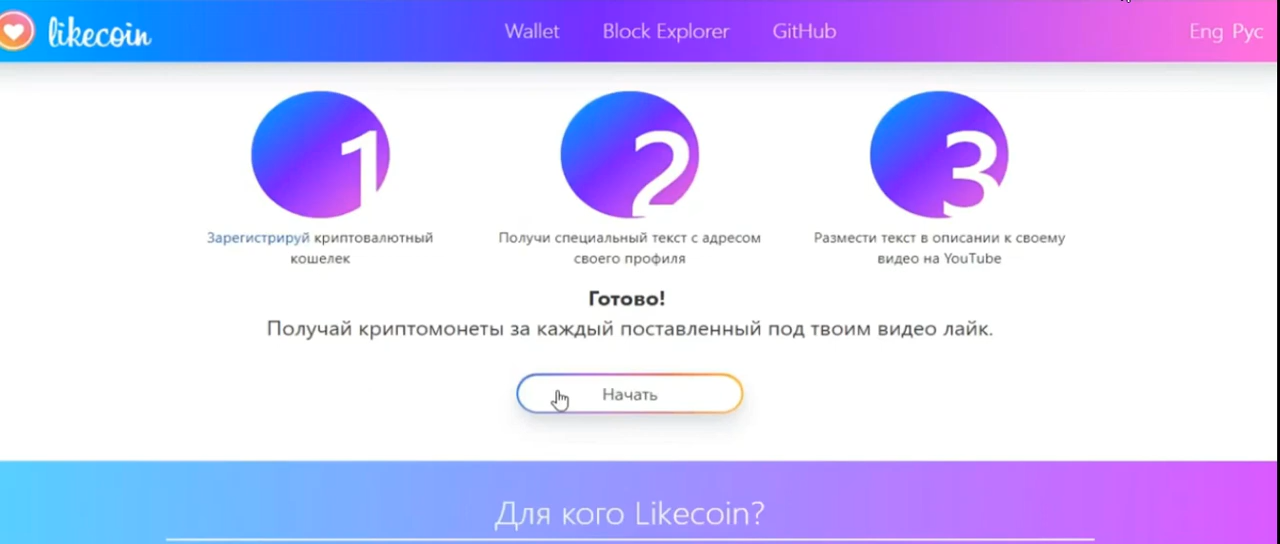 likecoin
Wallet Block Explorer GitHub
Eng Рус
1
2
3
Зарегистрируй криптовалютный
кошелек
Получи специальный текст с адресом
своего профиля
Размести текст в описании к своему
видео на YouTube
Готово!
Получай криптомонеты за каждый поставленный под твоим видео лайк.
Начать
Для кого Likecoin?